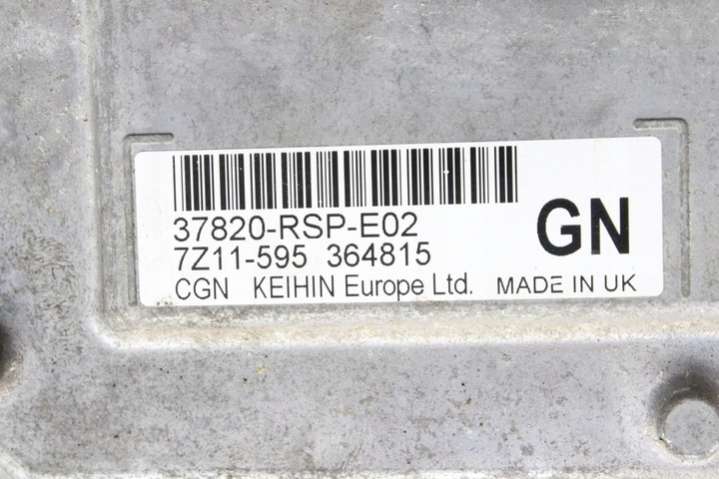 37820-RSP-E02
GN
7Z11-595 364815
CGN KEIHIN Europe Ltd. MADE IN UK